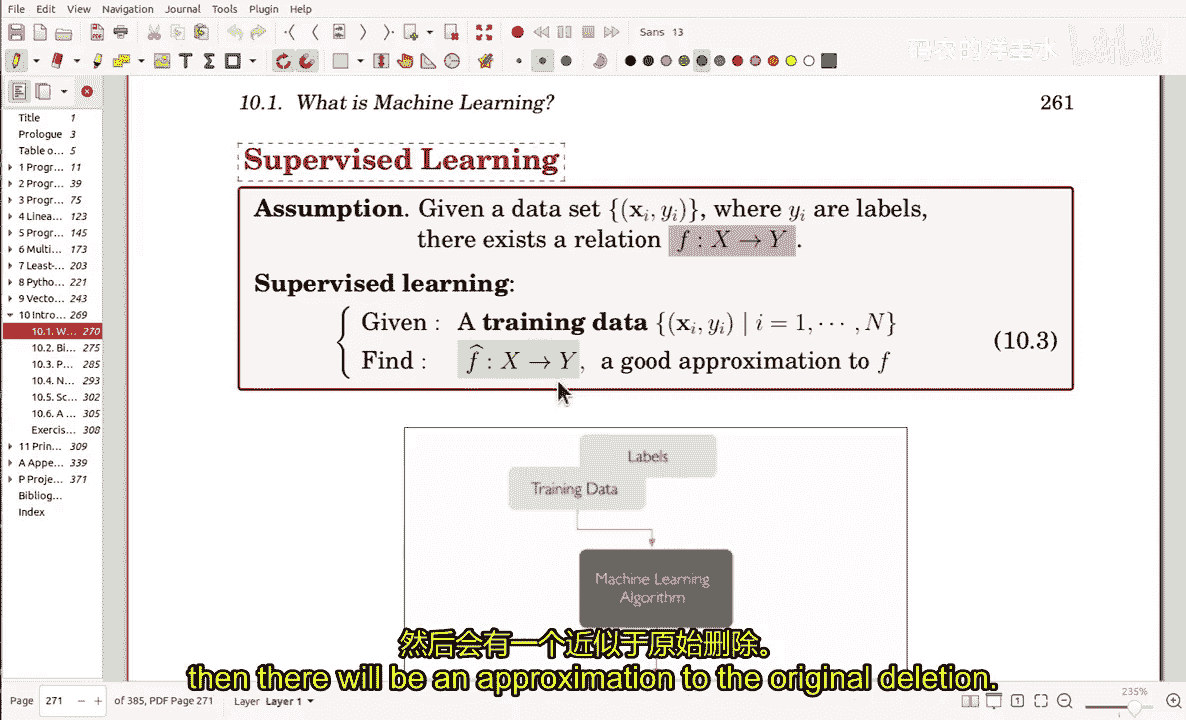 File Edit View Navigation Journal Tools Plugin Help
Sans 13
Title 1
Prologue 3
Table o... 5
1 Progr... 11
2 Progr... 39
3 Progr... 75
4 Linea... 123
5 Progr... 145
6 Multi... 173
7 Least-... 203
8 Pytho... 221
9 Vecto... 243
10 Intro... 269
10.1. W... 270
10.2. Bi... 275
10.3. P... 285
10.4. N... 293
10.5. Sc... 302
10.6. A ... 305
Exercis... 308
11 Prin... 309
A Appe... 339
P Proje... 371
Bibliog...
Index
10.1. What is Machine Learning? 261
Supervised Learning
Assumption. Given a data set {(x_i, y_i)}, where y_i are labels,
there exists a relation f : X → Y .
Supervised learning:
Given : A training data {(x_i, y_i) | i = 1, ··· , N}
Find : f̂ : X → Y, a good approximation to f
(10.3)
Labels
Training Data
Machine Learning
Algorithm
然后会有一个近似于原始删除。
then there will be an approximation to the original deletion.
Page 271 − + of 385, PDF Page 271 Layer Layer 1
235%